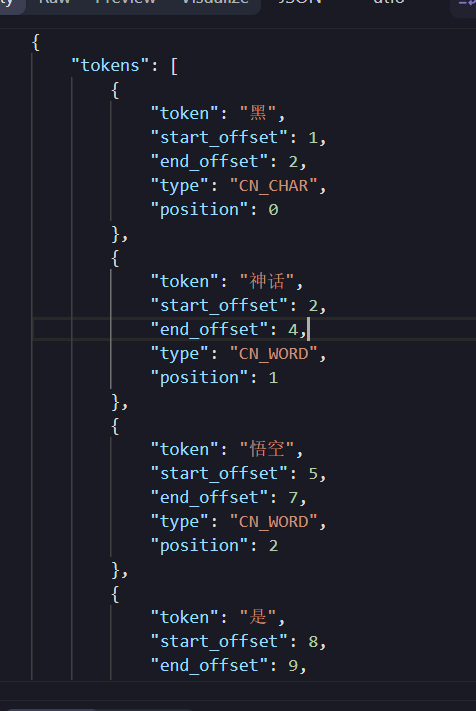 ty Raw Preview Visualize JSON utf8
{
"tokens": [
{
"token": "黑",
"start_offset": 1,
"end_offset": 2,
"type": "CN_CHAR",
"position": 0
},
{
"token": "神话",
"start_offset": 2,
"end_offset": 4,
"type": "CN_WORD",
"position": 1
},
{
"token": "悟空",
"start_offset": 5,
"end_offset": 7,
"type": "CN_WORD",
"position": 2
},
{
"token": "是",
"start_offset": 8,
"end_offset": 9,